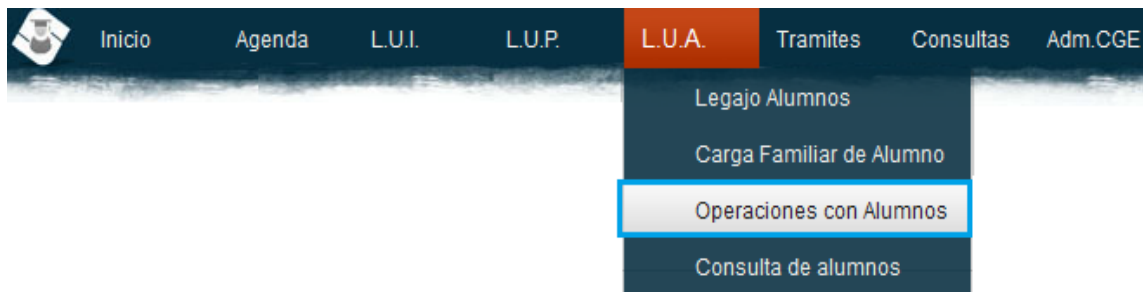 Inicio Agenda L.U.I. L.U.P. L.U.A. Tramites Consultas Adm.CGE
Legajo Alumnos
Carga Familiar de Alumno
Operaciones con Alumnos
Consulta de alumnos